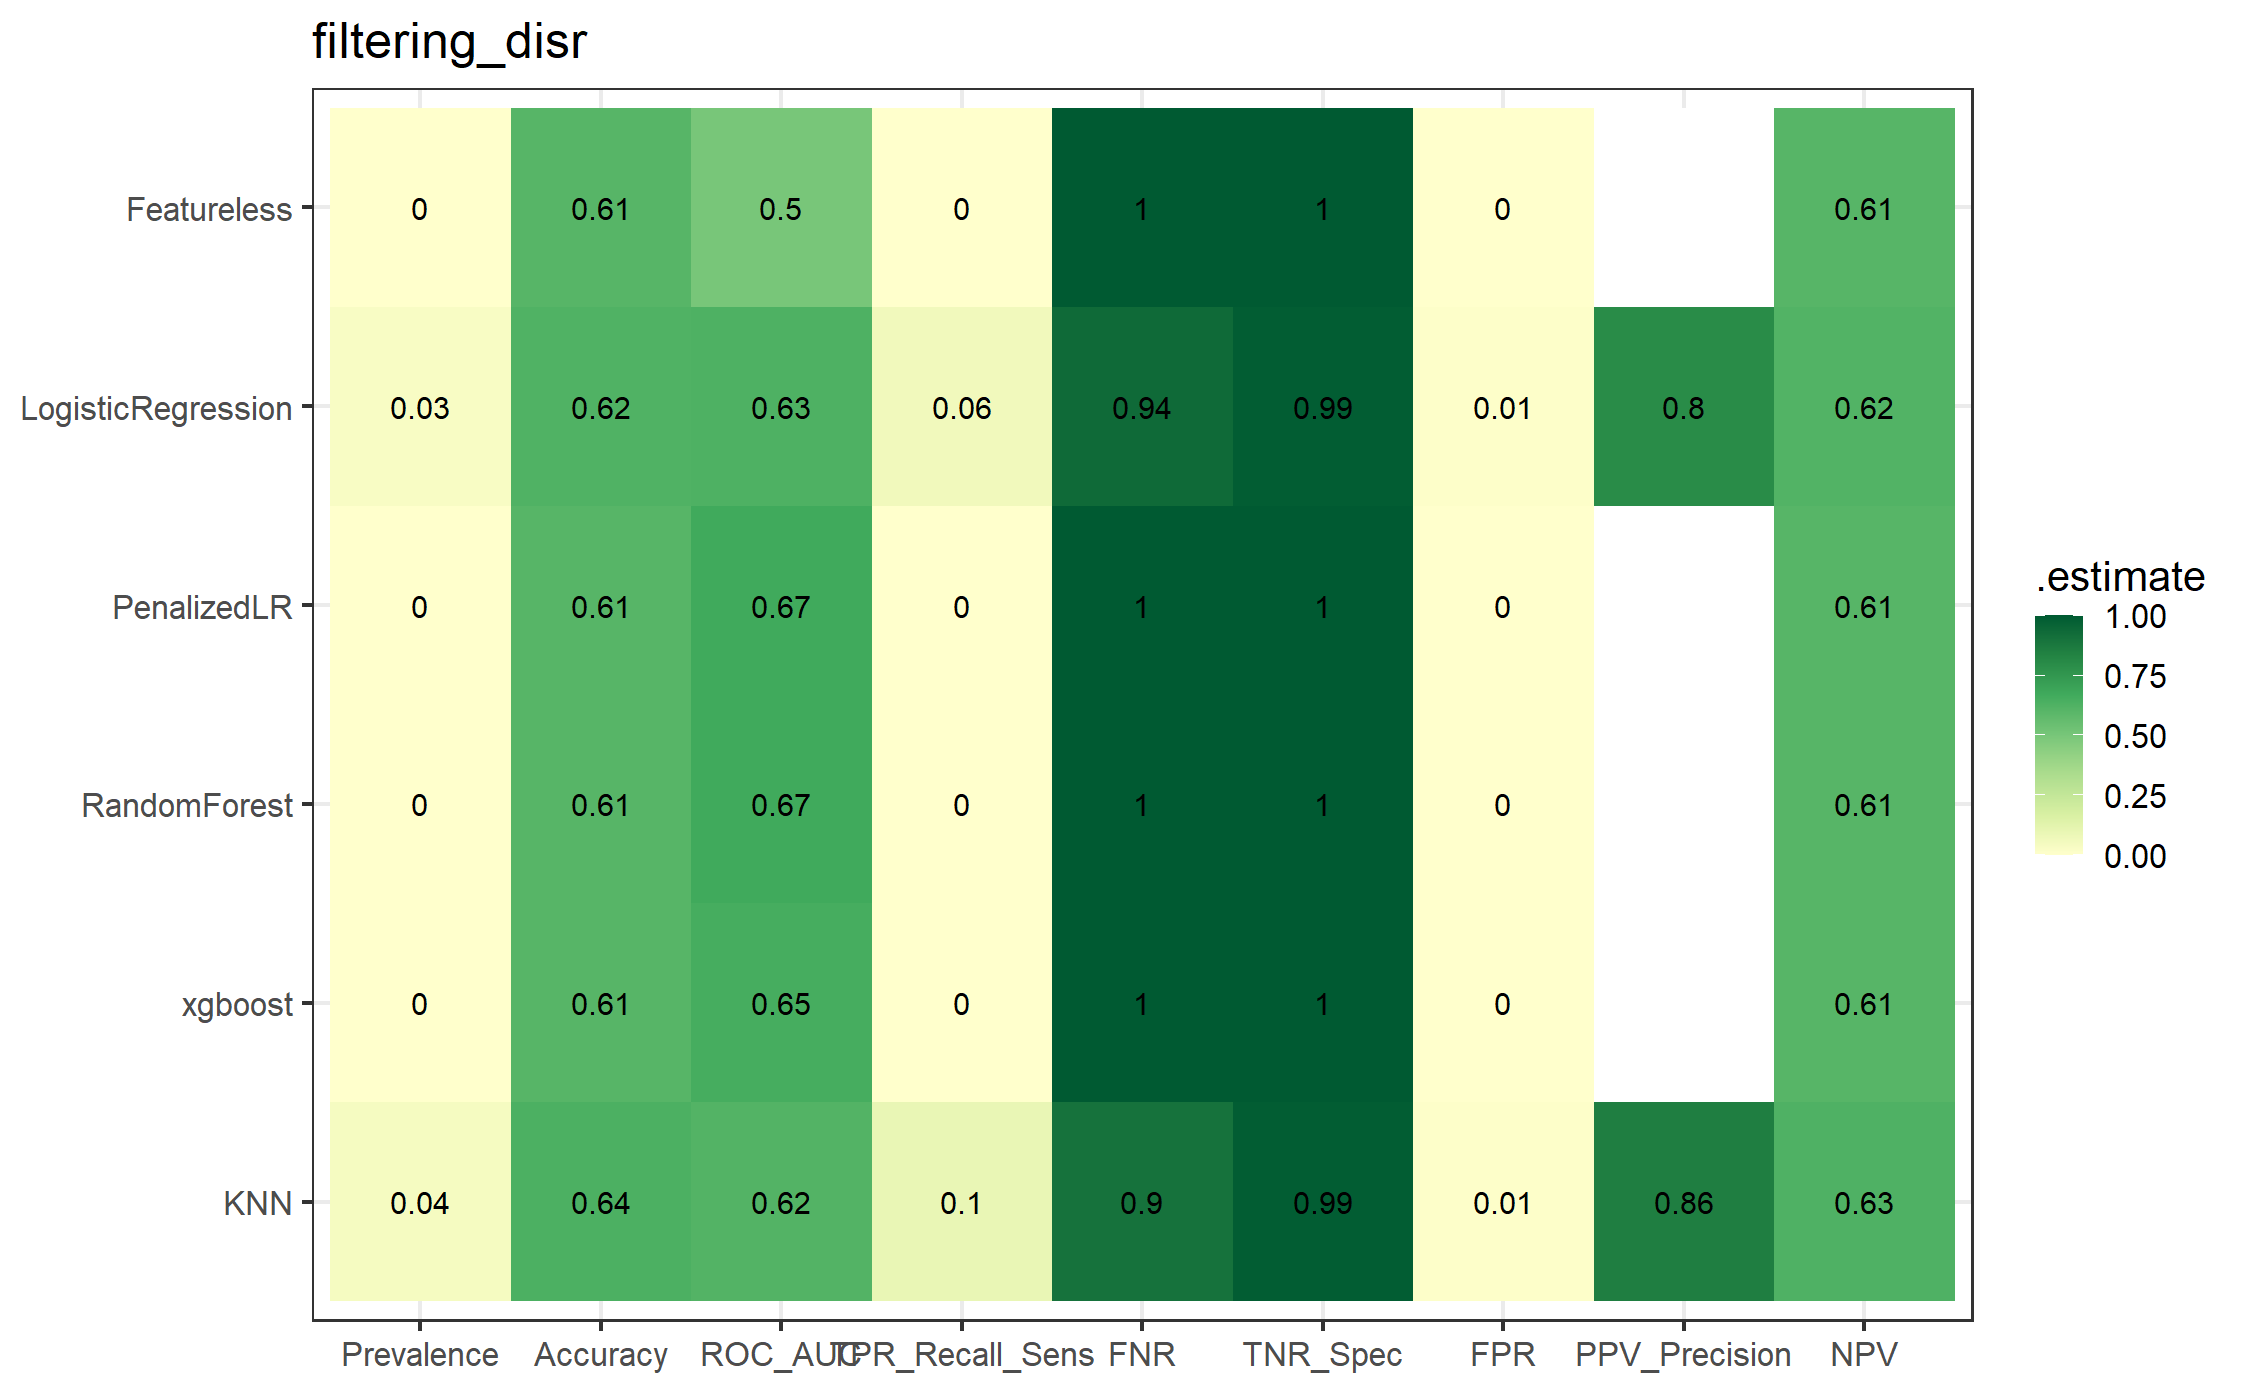 filtering_disr
Featureless 0 0.61 0.5 0 1 1 0 0.61
LogisticRegression 0.03 0.62 0.63 0.06 0.94 0.99 0.01 0.8 0.62
PenalizedLR 0 0.61 0.67 0 1 1 0 0.61
RandomForest 0 0.61 0.67 0 1 1 0 0.61
xgboost 0 0.61 0.65 0 1 1 0 0.61
KNN 0.04 0.64 0.62 0.1 0.9 0.99 0.01 0.86 0.63
Prevalence Accuracy ROC_AUC TPR_Recall_Sens FNR TNR_Spec FPR PPV_Precision NPV
.estimate
1.00
0.75
0.50
0.25
0.00